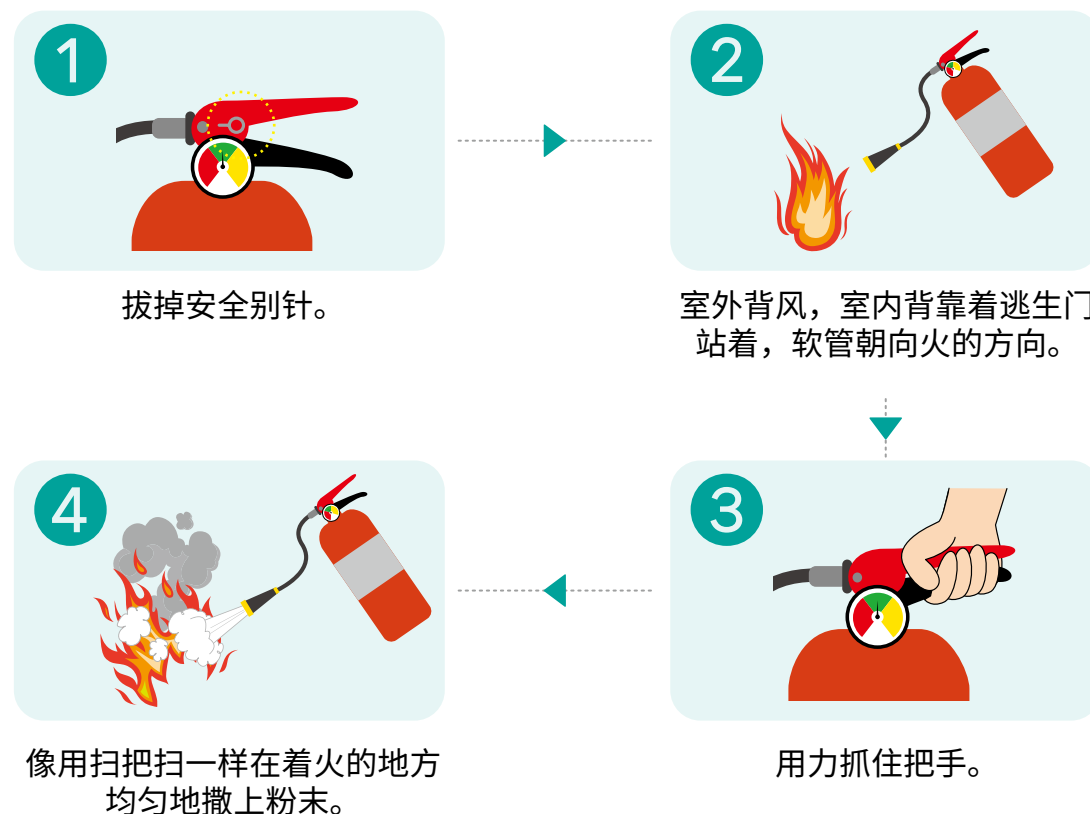 1
拔掉安全别针。
2
室外背风，室内背靠着逃生门
站着，软管朝向火的方向。
3
用力抓住把手。
4
像用扫把扫一样在着火的地方
均匀地撒上粉末。